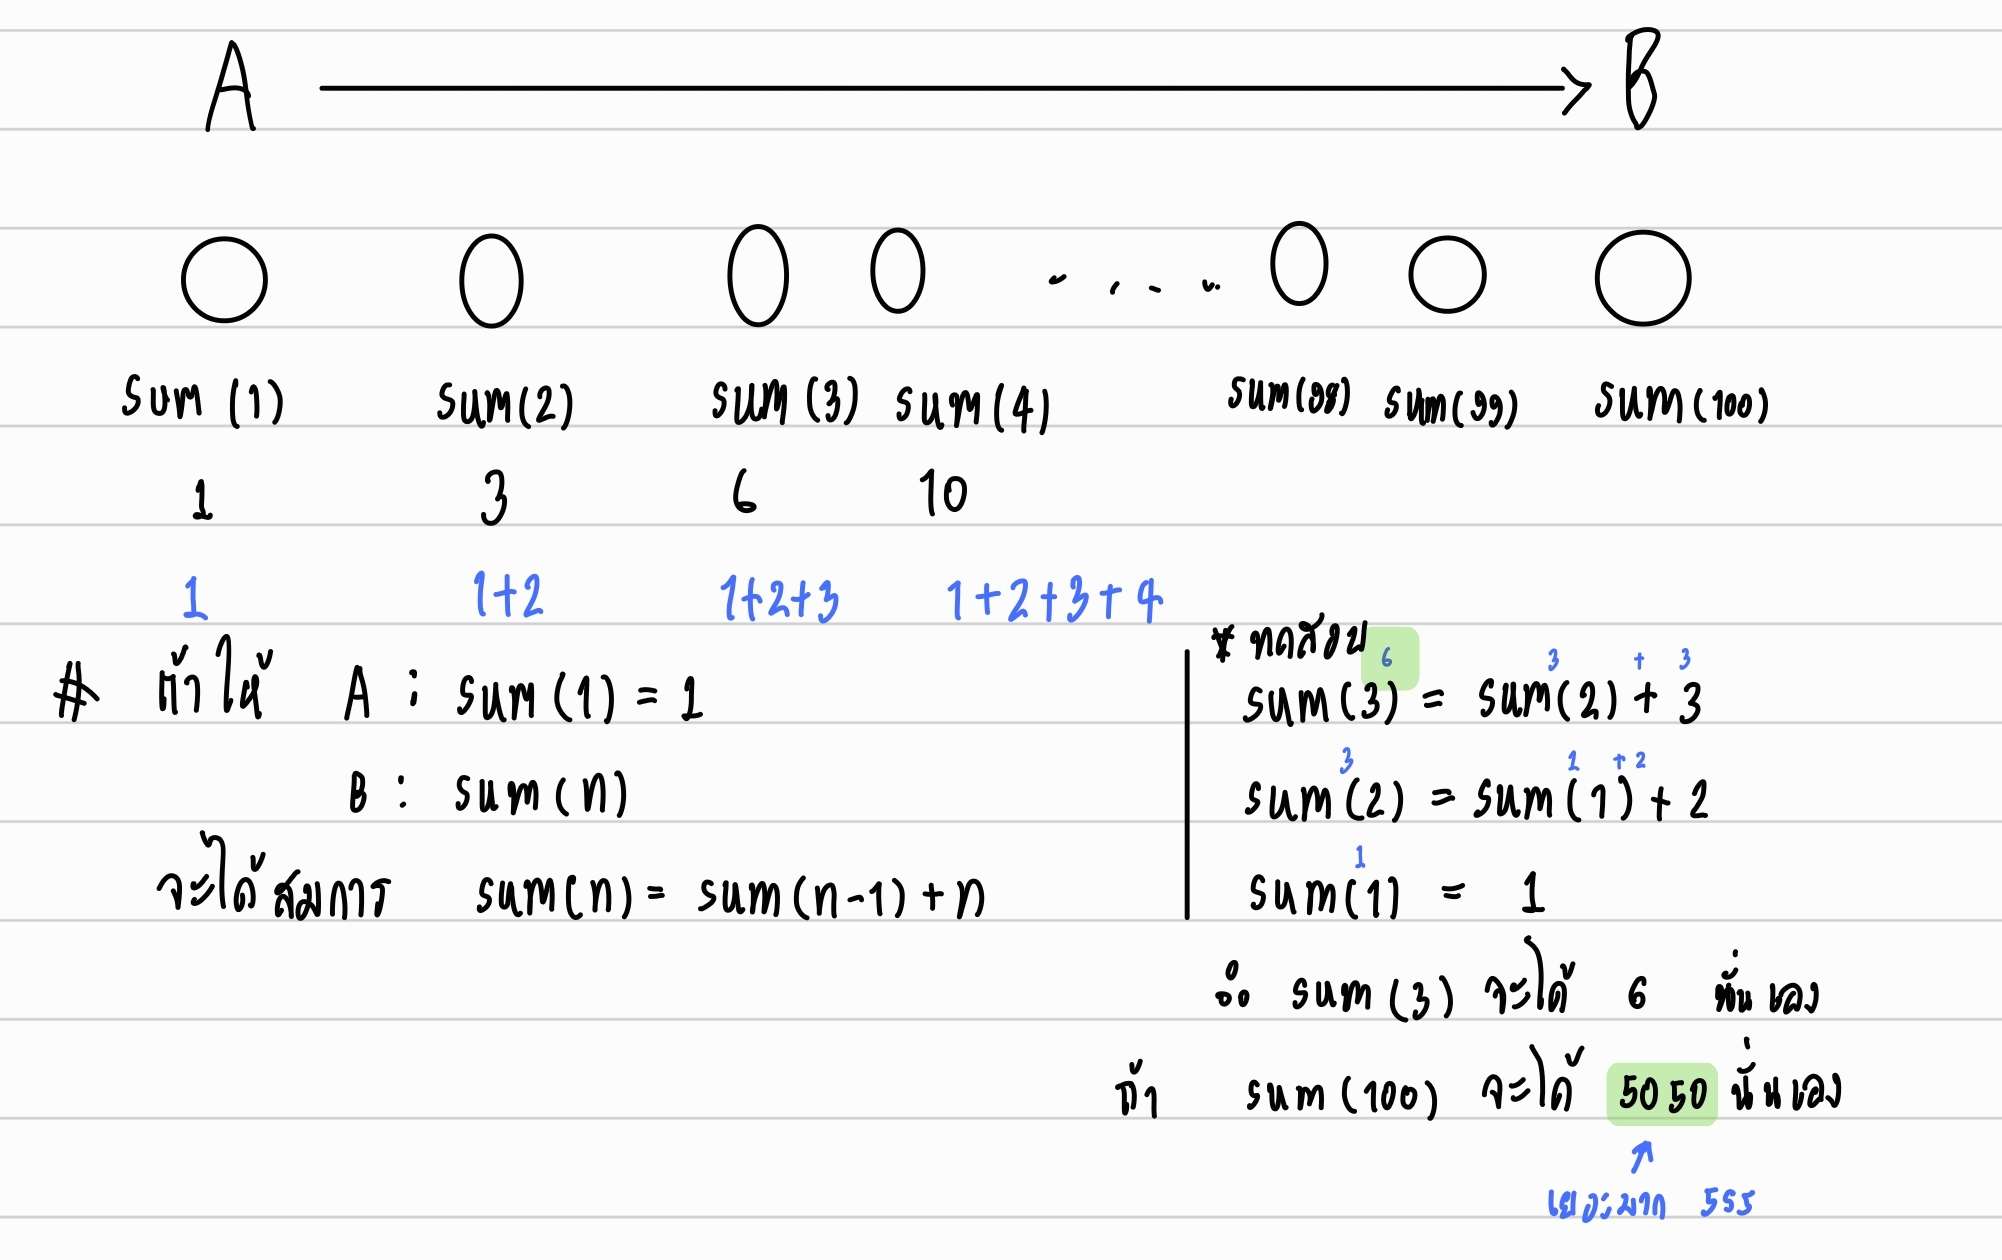 A → B
sum (1) sum(2) sum (3) sum (4) .... sum(98) sum(99) sum(100)
1 3 6 10
1 1+2 1+2+3 1+2+3+4
# ถ้าให้ A : sum (1) = 1
B : sum (n)
จะได้ สมการ sum(n) = sum(n-1) + n
* ทดสอบ
6 3 + 3
sum(3) = sum(2) + 3
3 1 + 2
sum(2) = sum(1) + 2
1
sum(1) = 1
∴ sum (3) จะได้ 6 นั่นเอง
ถ้า sum (100) จะได้ 5050 นั่นเอง
↑
เยอะมาก 555